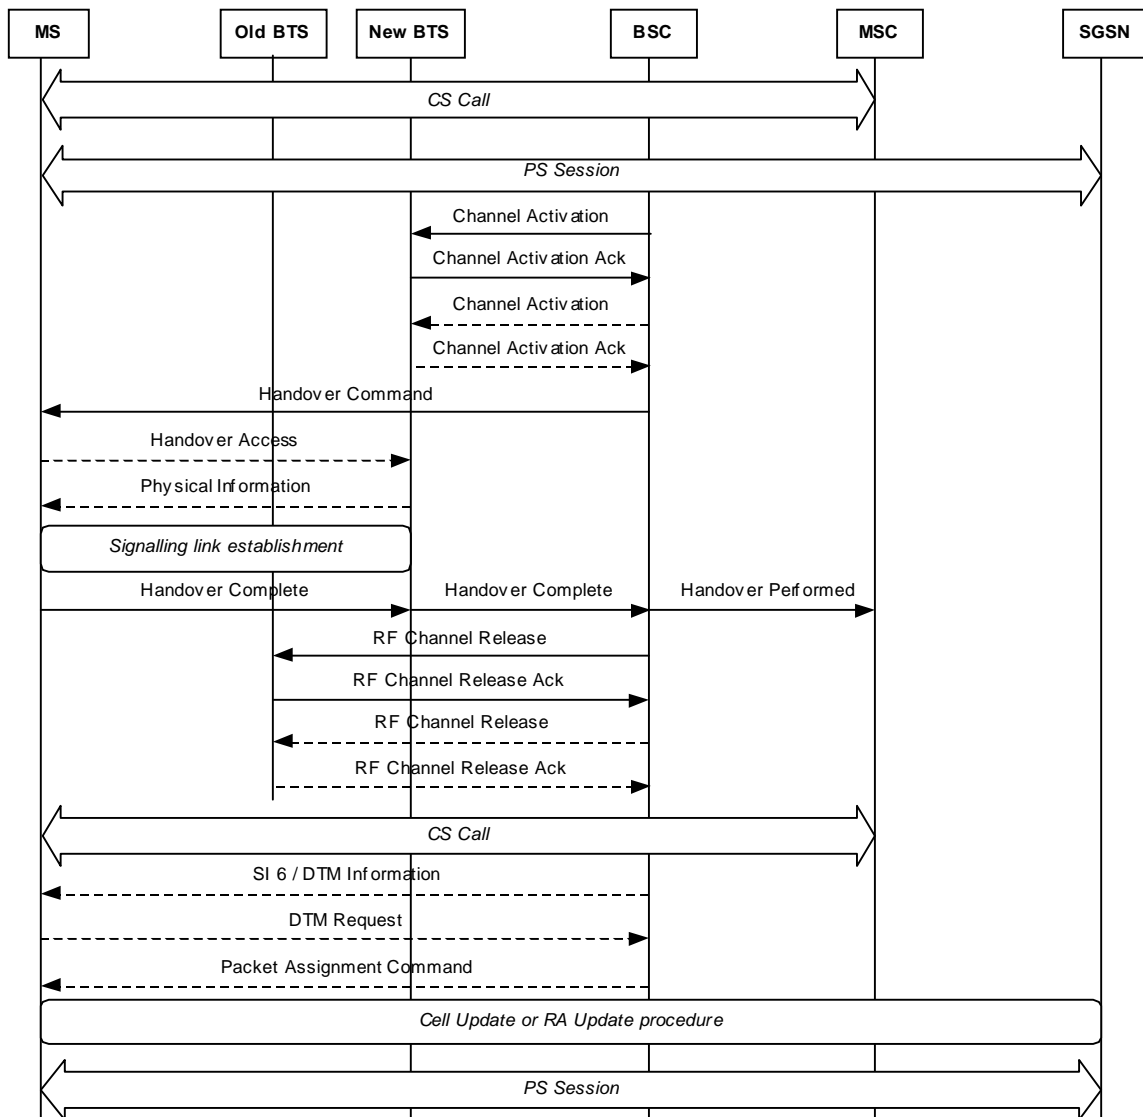 MS
Old BTS
New BTS
BSC
MSC
SGSN
CS Call
PS Session
Channel Activation
Channel Activation Ack
Channel Activation
Channel Activation Ack
Handover Command
Handover Access
Physical Information
Signalling link establishment
Handover Complete
Handover Complete
Handover Performed
RF Channel Release
RF Channel Release Ack
RF Channel Release
RF Channel Release Ack
CS Call
SI 6 / DTM Information
DTM Request
Packet Assignment Command
Cell Update or RA Update procedure
PS Session